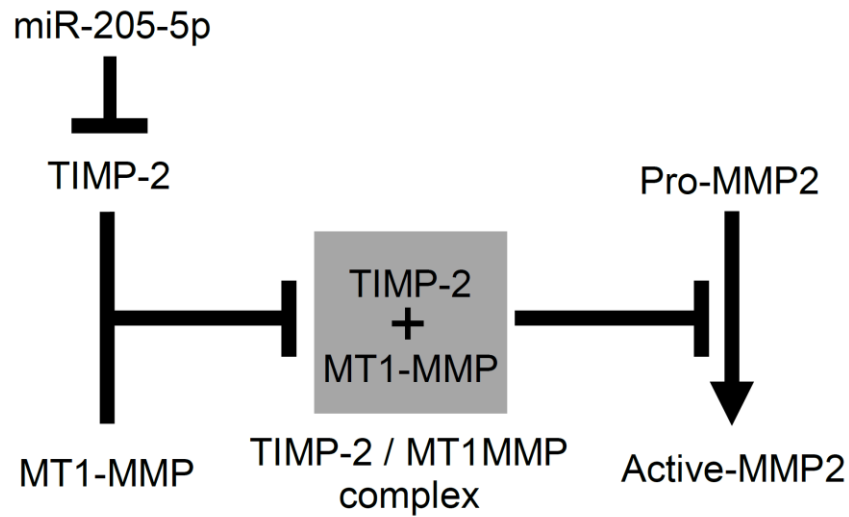 miR-205-5p
TIMP-2
Pro-MMP2
TIMP-2
+
MT1-MMP
MT1-MMP
TIMP-2 / MT1MMP
complex
Active-MMP2